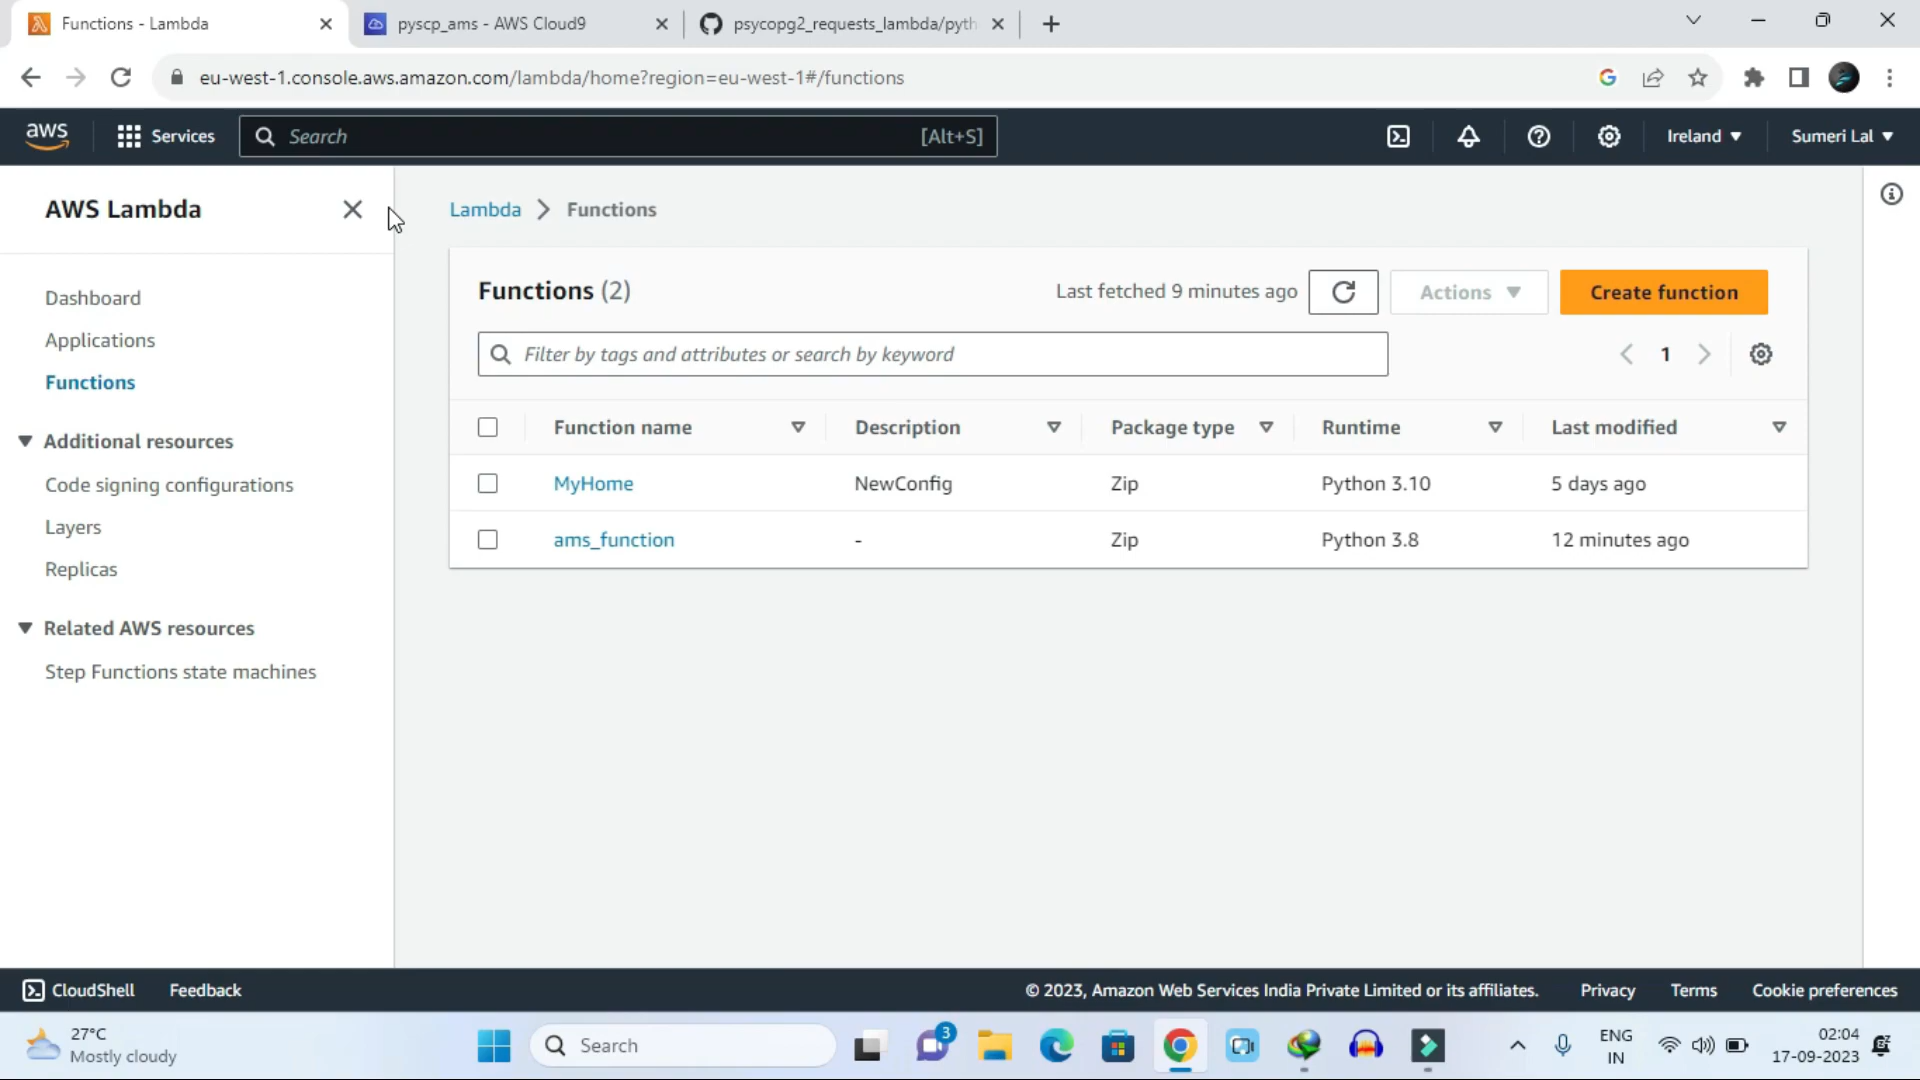 Functions - Lambda
pyscp_ams - AWS Cloud9
psycopg2_requests_lambda/pyth
eu-west-1.console.aws.amazon.com/lambda/home?region=eu-west-1#/functions
aws
Services
Search
[Alt+S]
Ireland
Sumeri Lal
AWS Lambda
Lambda
Functions
Dashboard
Applications
Functions
Additional resources
Code signing configurations
Layers
Replicas
Related AWS resources
Step Functions state machines
Functions (2)
Last fetched 9 minutes ago
Actions
Create function
Filter by tags and attributes or search by keyword
1
Function name
Description
Package type
Runtime
Last modified
MyHome
NewConfig
Zip
Python 3.10
5 days ago
ams_function
-
Zip
Python 3.8
12 minutes ago
CloudShell
Feedback
© 2023, Amazon Web Services India Private Limited or its affiliates.
Privacy
Terms
Cookie preferences
27°C
Mostly cloudy
Search
3
ENG
IN
02:04
17-09-2023